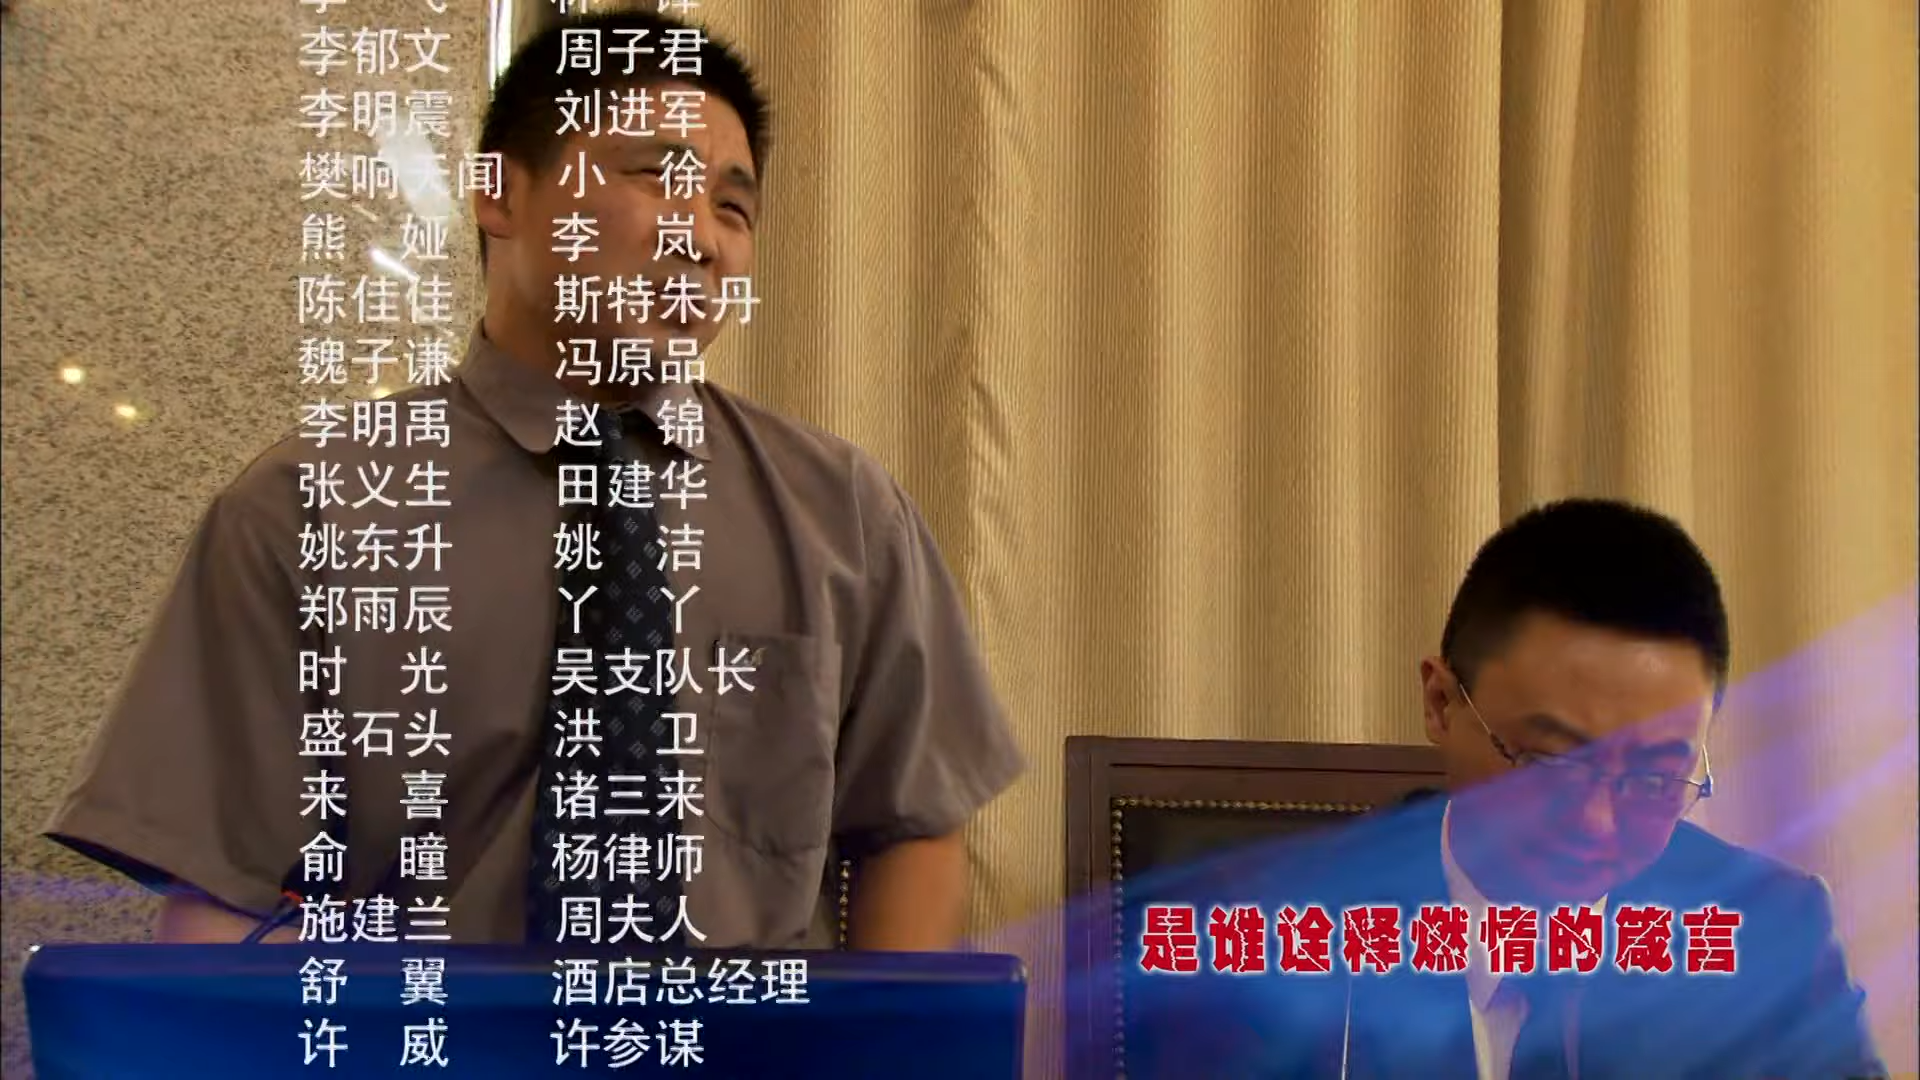 李郁文 周子君
李明震 刘进军
樊响天闻 小 徐
熊 娅 李 岚
陈佳佳 斯特朱丹
魏子谦 冯原品
李明禹 赵 锦
张义生 田建华
姚东升 姚 洁
郑雨辰 丫 丫
时 光 吴支队长
盛石头 洪 卫
来 喜 诸三来
俞 瞳 杨律师
施建兰 周夫人
舒 翼 酒店总经理
许 威 许参谋
是谁诠释燃情的箴言